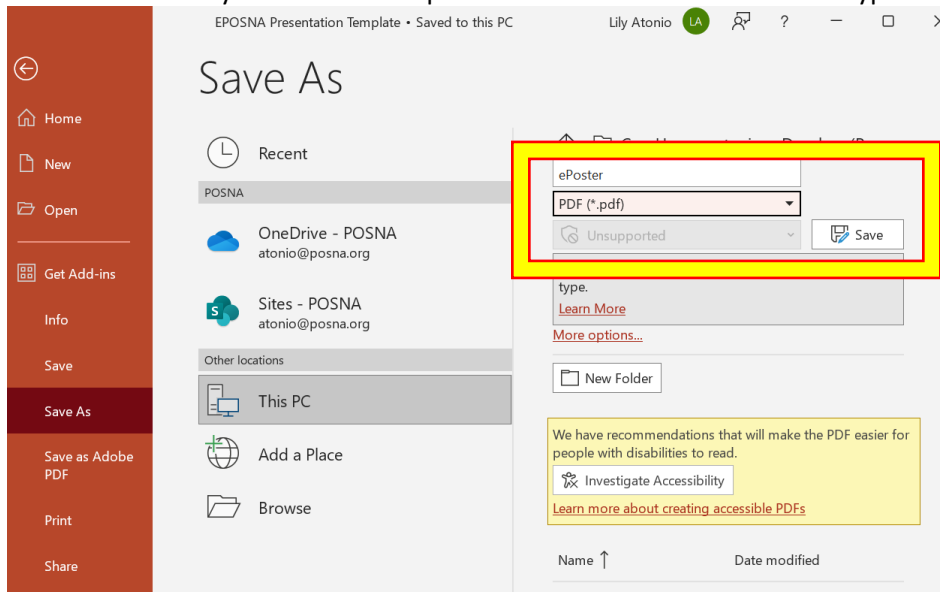 EPOSNA Presentation Template • Saved to this PC
Lily Atonio
LA
?
Save As
Home
New
Open
Get Add-ins
Info
Save
Save As
Save as Adobe
PDF
Print
Share
Recent
POSNA
OneDrive - POSNA
atonio@posna.org
Sites - POSNA
atonio@posna.org
Other locations
This PC
Add a Place
Browse
ePoster
PDF (*.pdf)
Unsupported
Save
type.
Learn More
More options...
New Folder
We have recommendations that will make the PDF easier for
people with disabilities to read.
Investigate Accessibility
Learn more about creating accessible PDFs
Name ↑
Date modified